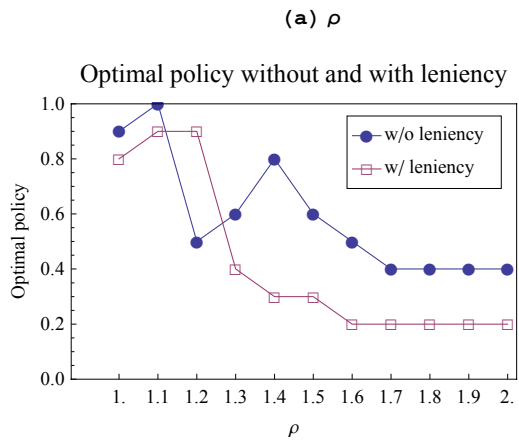 (a) ρ
Optimal policy without and with leniency
1.0
0.8
0.6
0.4
0.2
0.0
Optimal policy
w/o leniency
w/ leniency
1. 1.1 1.2 1.3 1.4 1.5 1.6 1.7 1.8 1.9 2.
ρ